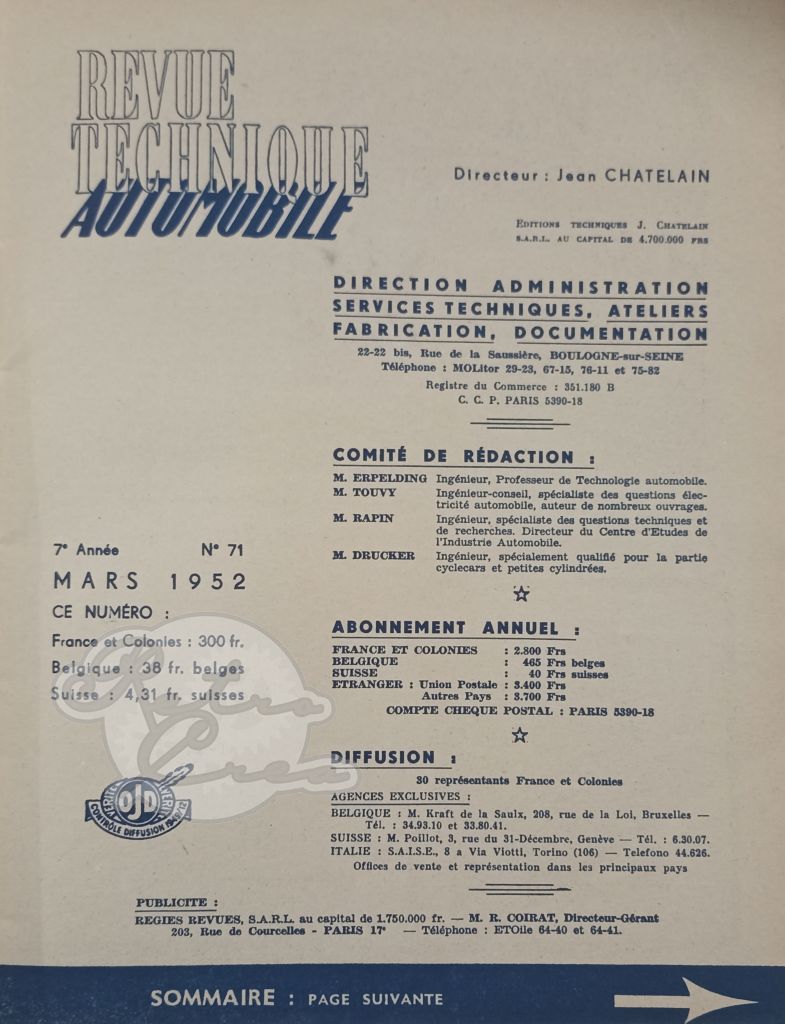 REVUE
TECHNIQUE
AUTOMOBILE
Directeur : Jean CHATELAIN
EDITIONS TECHNIQUES J. CHATELAIN
S.A.R.L. AU CAPITAL DE 4.700.000 FRS
DIRECTION ADMINISTRATION
SERVICES TECHNIQUES, ATELIERS
FABRICATION, DOCUMENTATION
22-22 bis, Rue de la Saussière, BOULOGNE-sur-SEINE
Téléphone : MOLitor 29-23, 67-15, 76-11 et 75-82
Registre du Commerce : 351.180 B
C. C. P. PARIS 5390-18
COMITÉ DE RÉDACTION :
M. ERPELDING Ingénieur, Professeur de Technologie automobile.
M. TOUVY Ingénieur-conseil, spécialiste des questions élec-
tricité automobile, auteur de nombreux ouvrages.
M. RAPIN Ingénieur, spécialiste des questions techniques et
de recherches. Directeur du Centre d'Etudes de
l'Industrie Automobile.
M. DRUCKER Ingénieur, spécialement qualifié pour la partie
cyclecars et petites cylindrées.
7e Année N° 71
MARS 1952
CE NUMÉRO :
France et Colonies : 300 fr.
Belgique : 38 fr. belges
Suisse : 4,31 fr. suisses
Retro
Crea
OJD
CONTROLE DIFFUSION
ABONNEMENT ANNUEL :
FRANCE ET COLONIES : 2.800 Frs
BELGIQUE : 465 Frs belges
SUISSE : 40 Frs suisses
ETRANGER : Union Postale : 3.400 Frs
Autres Pays : 3.700 Frs
COMPTE CHEQUE POSTAL : PARIS 5390-18
DIFFUSION :
30 représentants France et Colonies
AGENCES EXCLUSIVES :
BELGIQUE : M. Kraft de la Saulx, 208, rue de la Loi, Bruxelles —
Tél. : 34.93.10 et 33.80.41.
SUISSE : M. Poillot, 3, rue du 31-Décembre, Genève — Tél. : 6.30.07.
ITALIE : S.A.I.S.E., 8 a Via Viotti, Torino (106) — Telefono 44.626.
Offices de vente et représentation dans les principaux pays
PUBLICITE :
REGIES REVUES, S.A.R.L. au capital de 1.750.000 fr. — M. R. COIRAT, Directeur-Gérant
203, Rue de Courcelles - PARIS 17e — Téléphone : ETOile 64-40 et 64-41.
SOMMAIRE : PAGE SUIVANTE